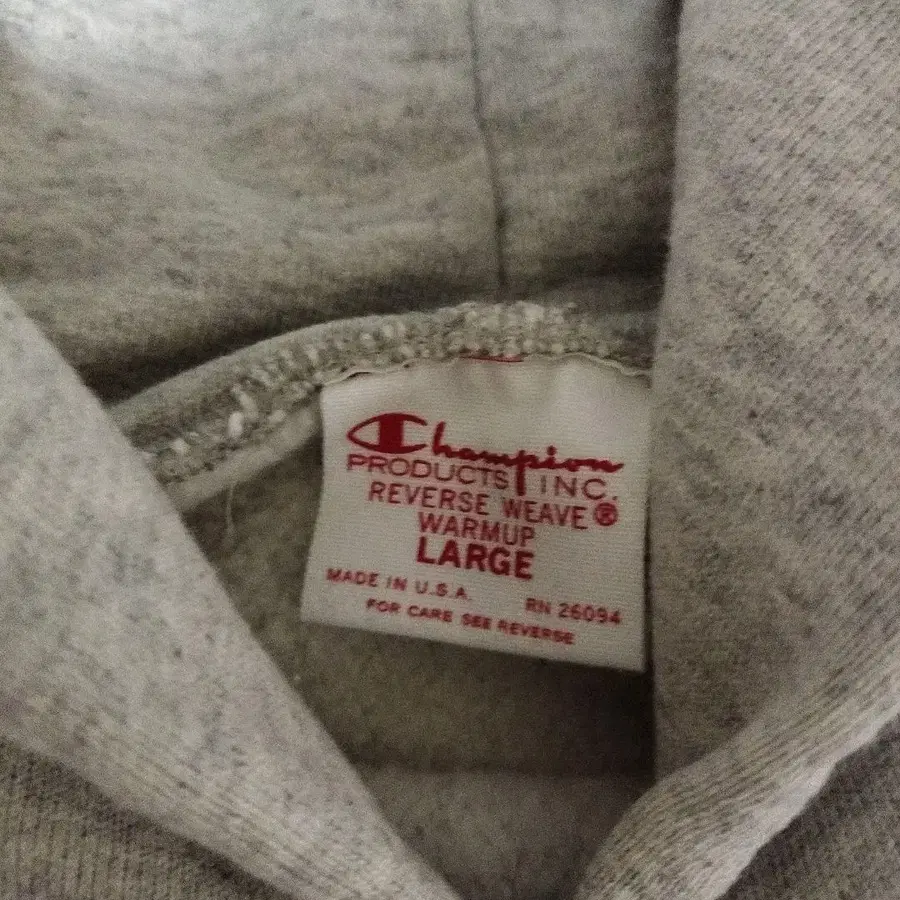 Champion
PRODUCTS INC.
REVERSE WEAVE®
WARMUP
LARGE
MADE IN U.S.A. RN 26094
FOR CARE SEE REVERSE